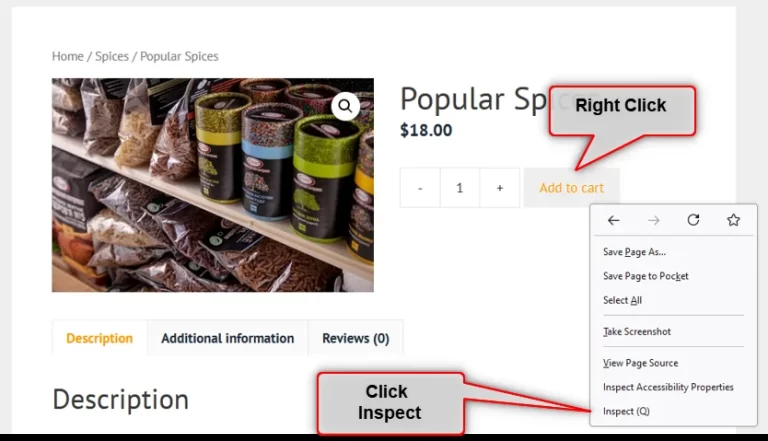 Home / Spices / Popular Spices
Popular Spices
Right Click
$18.00
- 1 + Add to cart
Save Page As...
Save Page to Pocket
Select All
Take Screenshot
View Page Source
Inspect Accessibility Properties
Inspect (Q)
Description Additional information Reviews (0)
Click
Inspect
Description